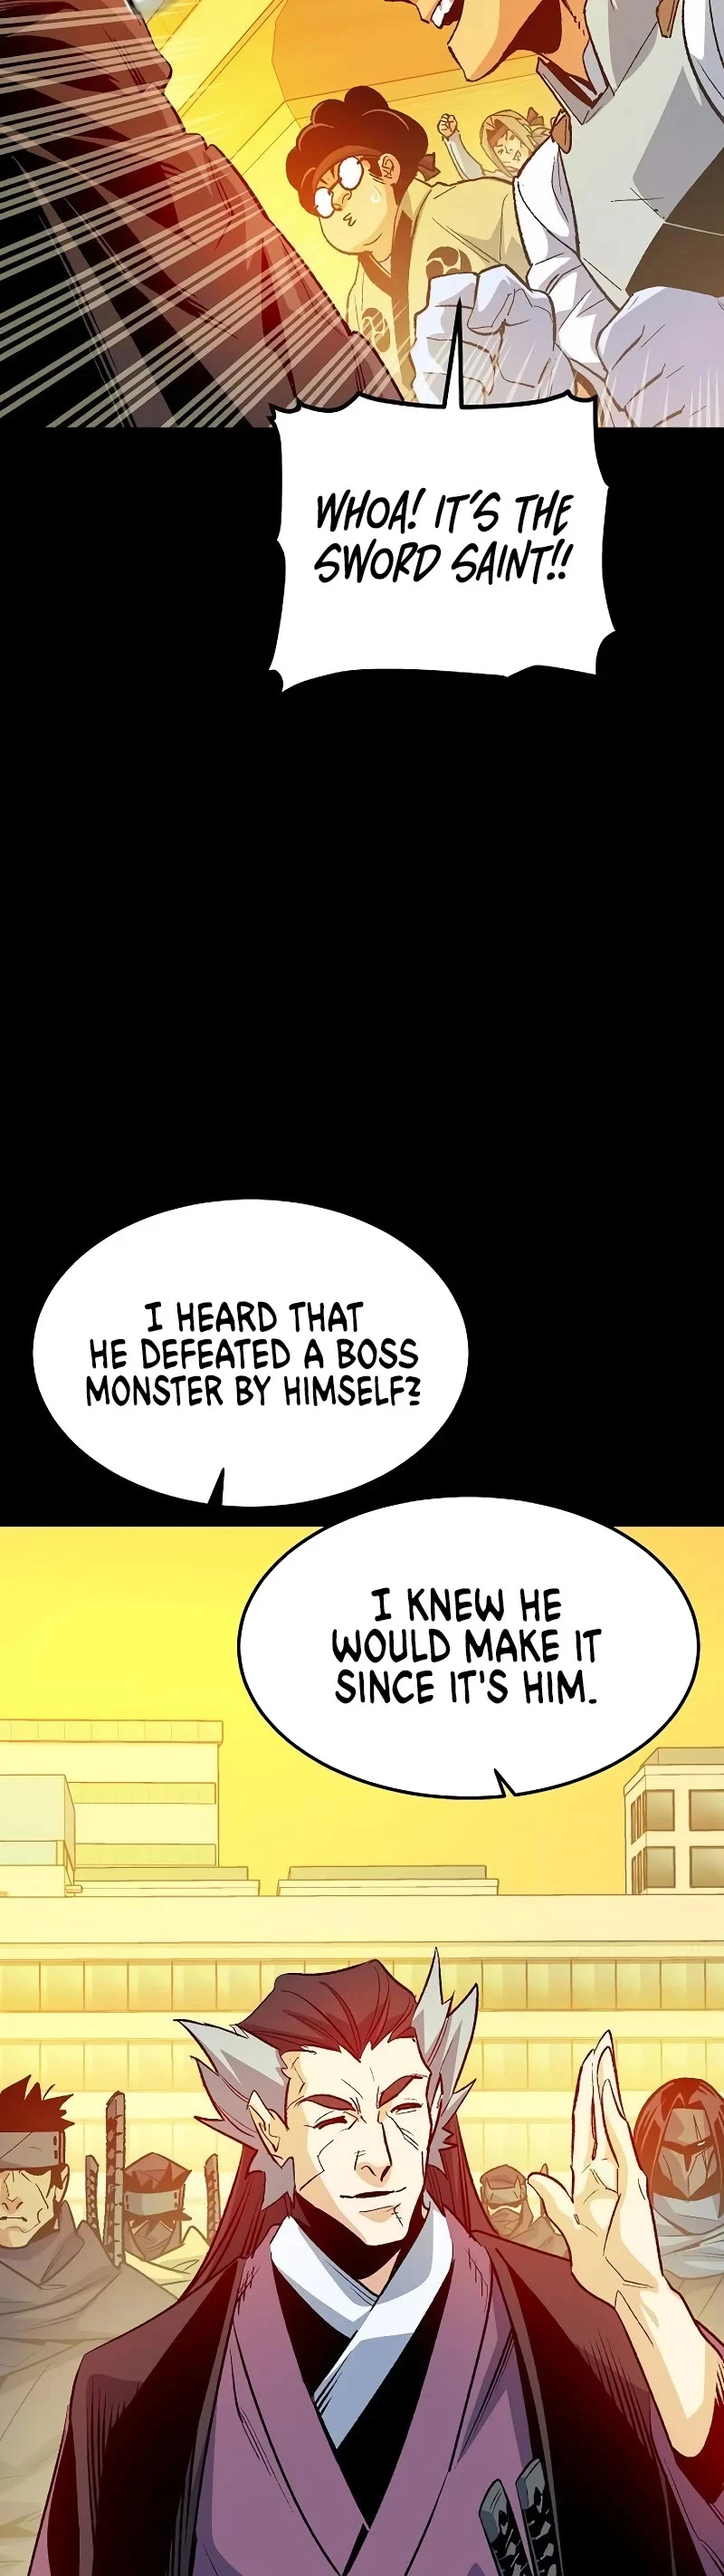 WHOA! IT'S THE
SWORD SAINT!!
I HEARD THAT
HE DEFEATED A BOSS
MONSTER BY HIMSELF?
I KNEW HE
WOULD MAKE IT
SINCE IT'S HIM.